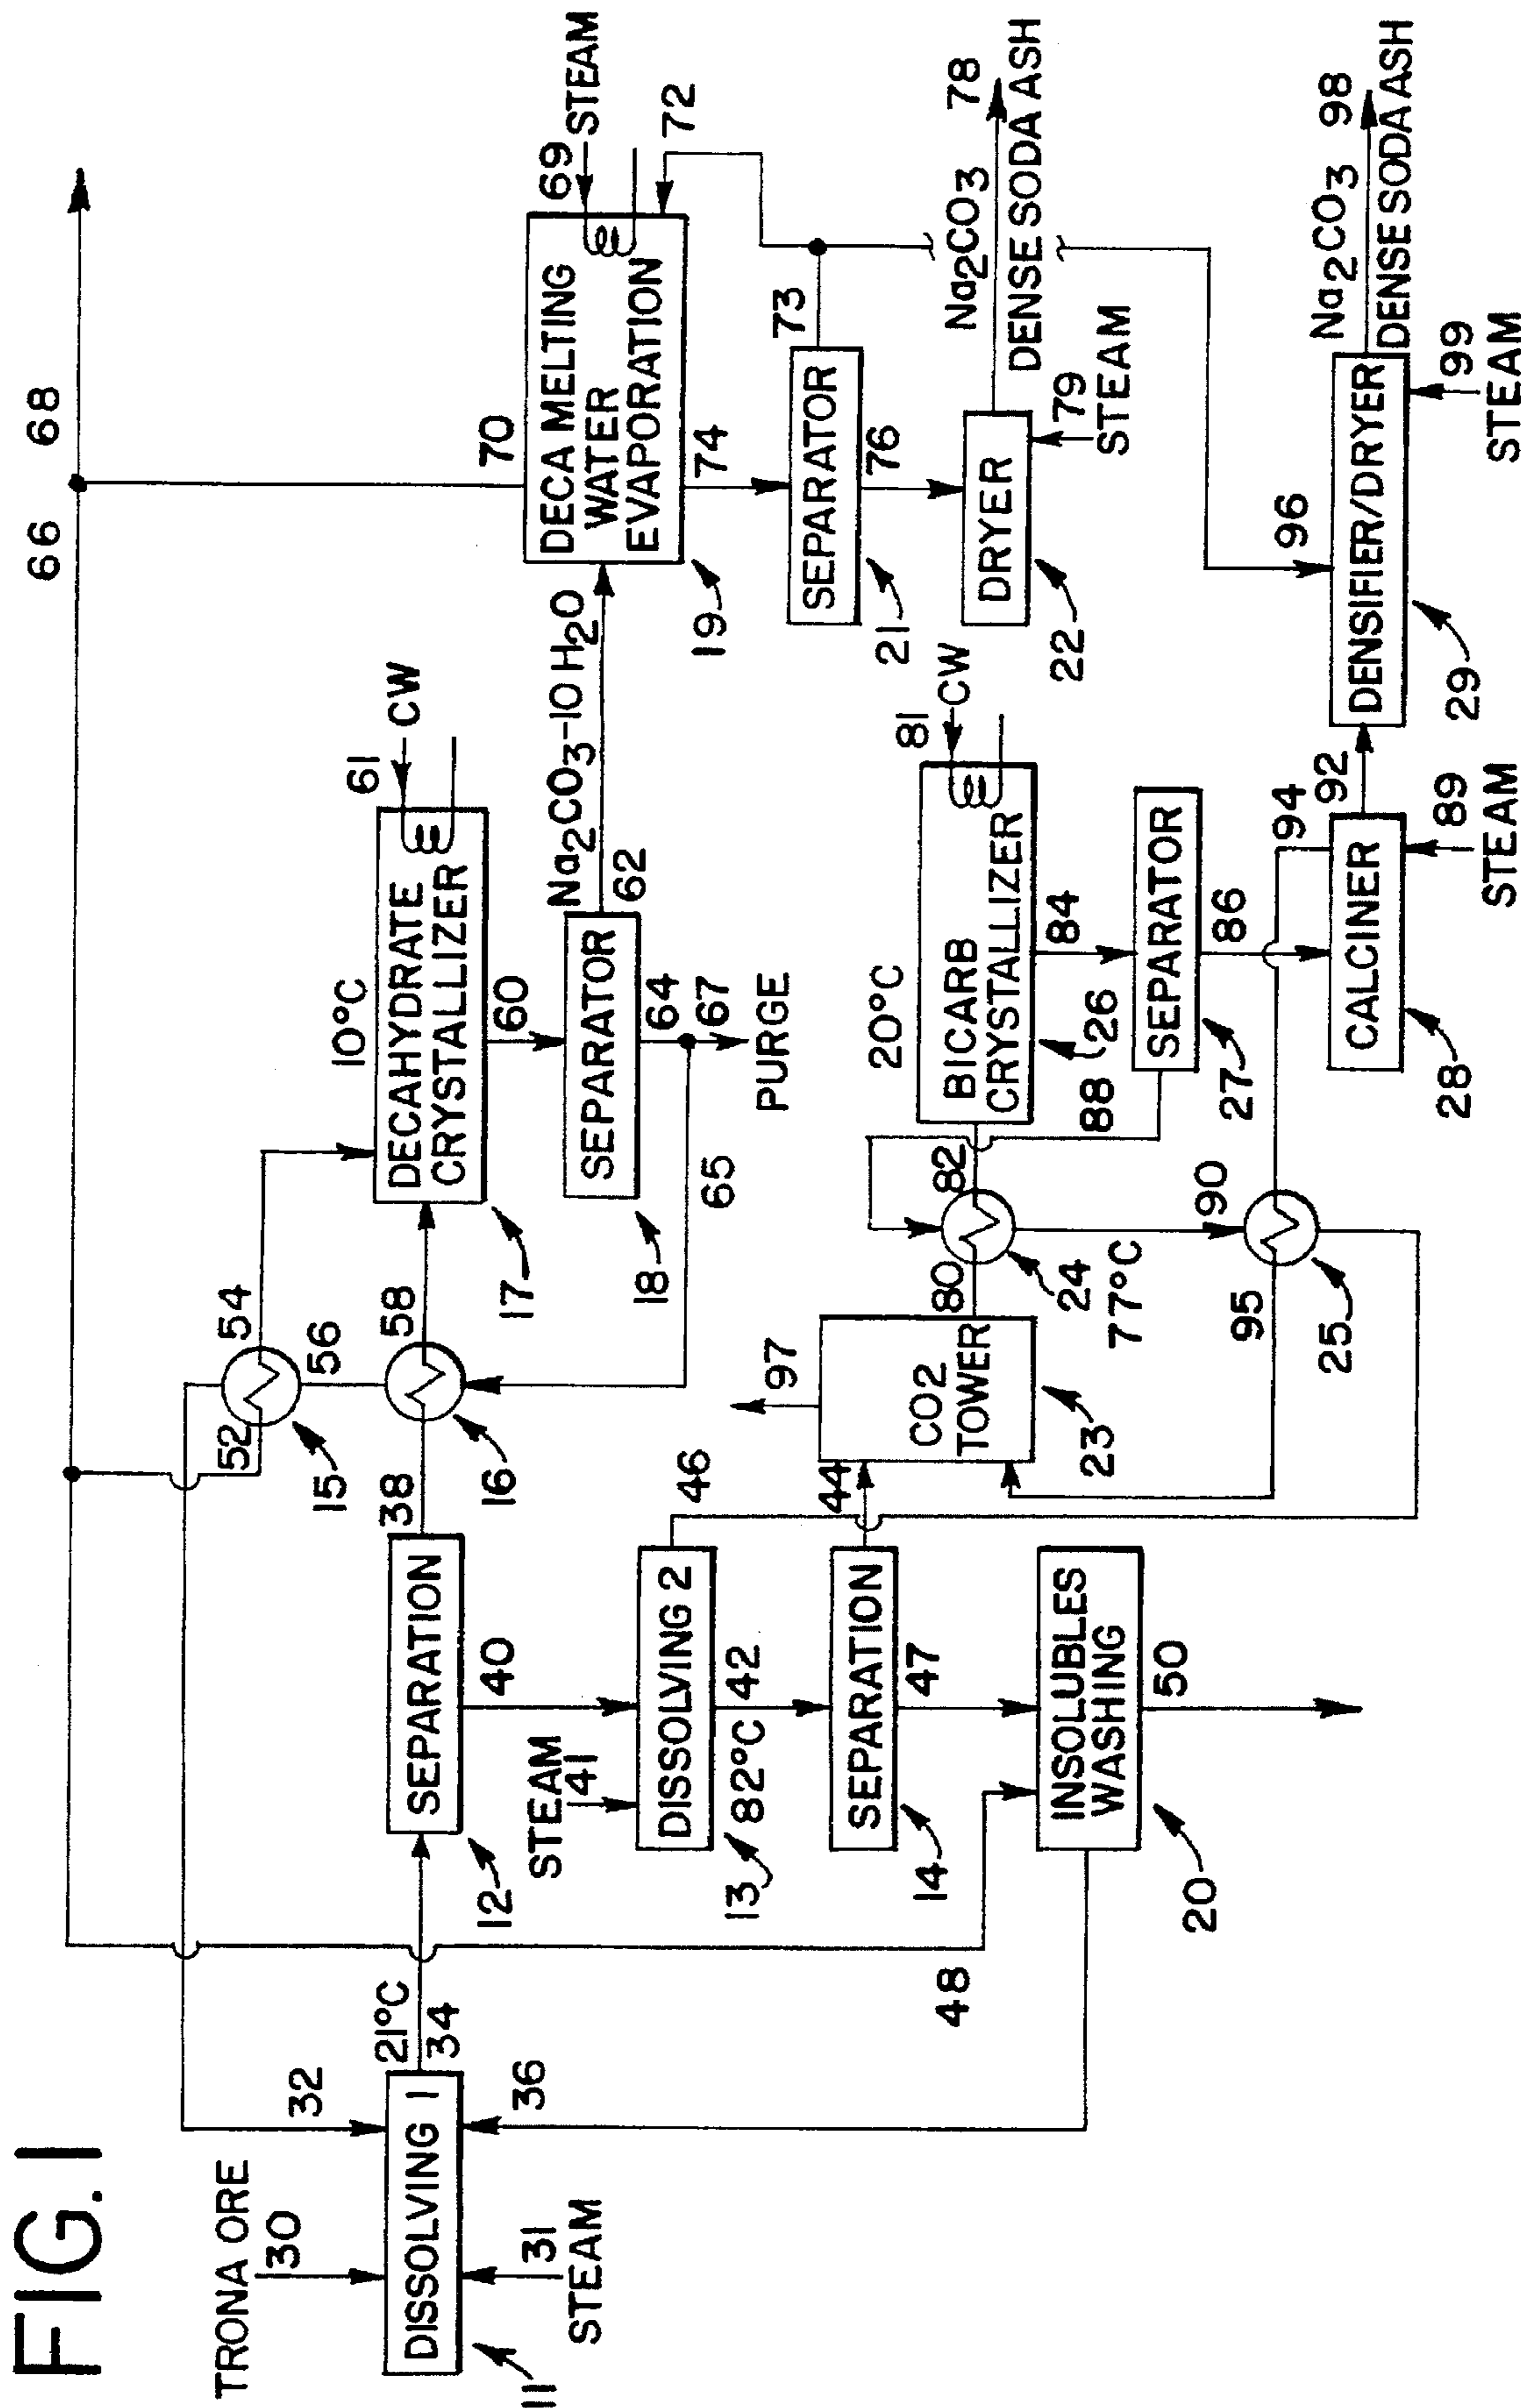 FIG. 1
66
68
TRONA ORE
30
32
DISSOLVING 1
11
31
STEAM
21°C
34
36
SEPARATION
12
38
40
52
54
15
56
16
58
10°C
DECAHYDRATE
CRYSTALLIZER
17
61
CW
60
SEPARATOR
18
62
Na2CO3-10 H2O
64
65
67
PURGE
70
DECA MELTING
WATER
EVAPORATION
19
69
STEAM
72
74
73
SEPARATOR
21
76
DRYER
22
79
STEAM
Na2CO3
78
DENSE SODA ASH
STEAM
41
DISSOLVING 2
13
82°C
42
46
SEPARATION
14
44
47
48
INSOLUBLES
WASHING
20
50
97
CO2
TOWER
23
80
82
24
77°C
90
95
25
20°C
BICARB
CRYSTALLIZER
81
CW
88
26
84
SEPARATOR
27
86
94
CALCINER
28
92
89
STEAM
96
DENSIFIER/DRYER
29
Na2CO3
98
DENSE SODA ASH
99
STEAM